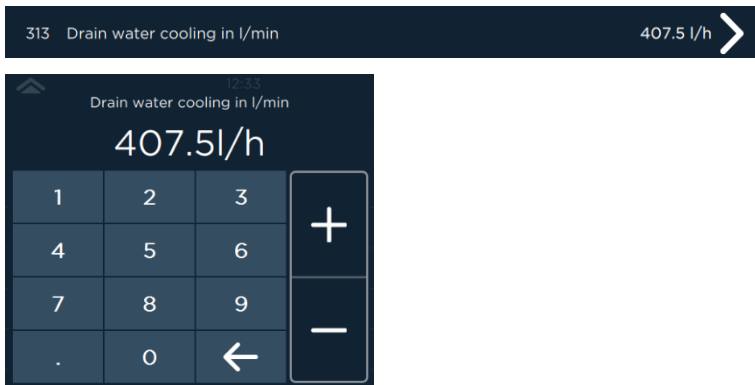 313 Drain water cooling in l/min 407.5 l/h
12:33
Drain water cooling in l/min
407.5l/h
1 2 3
4 5 6
7 8 9
. 0